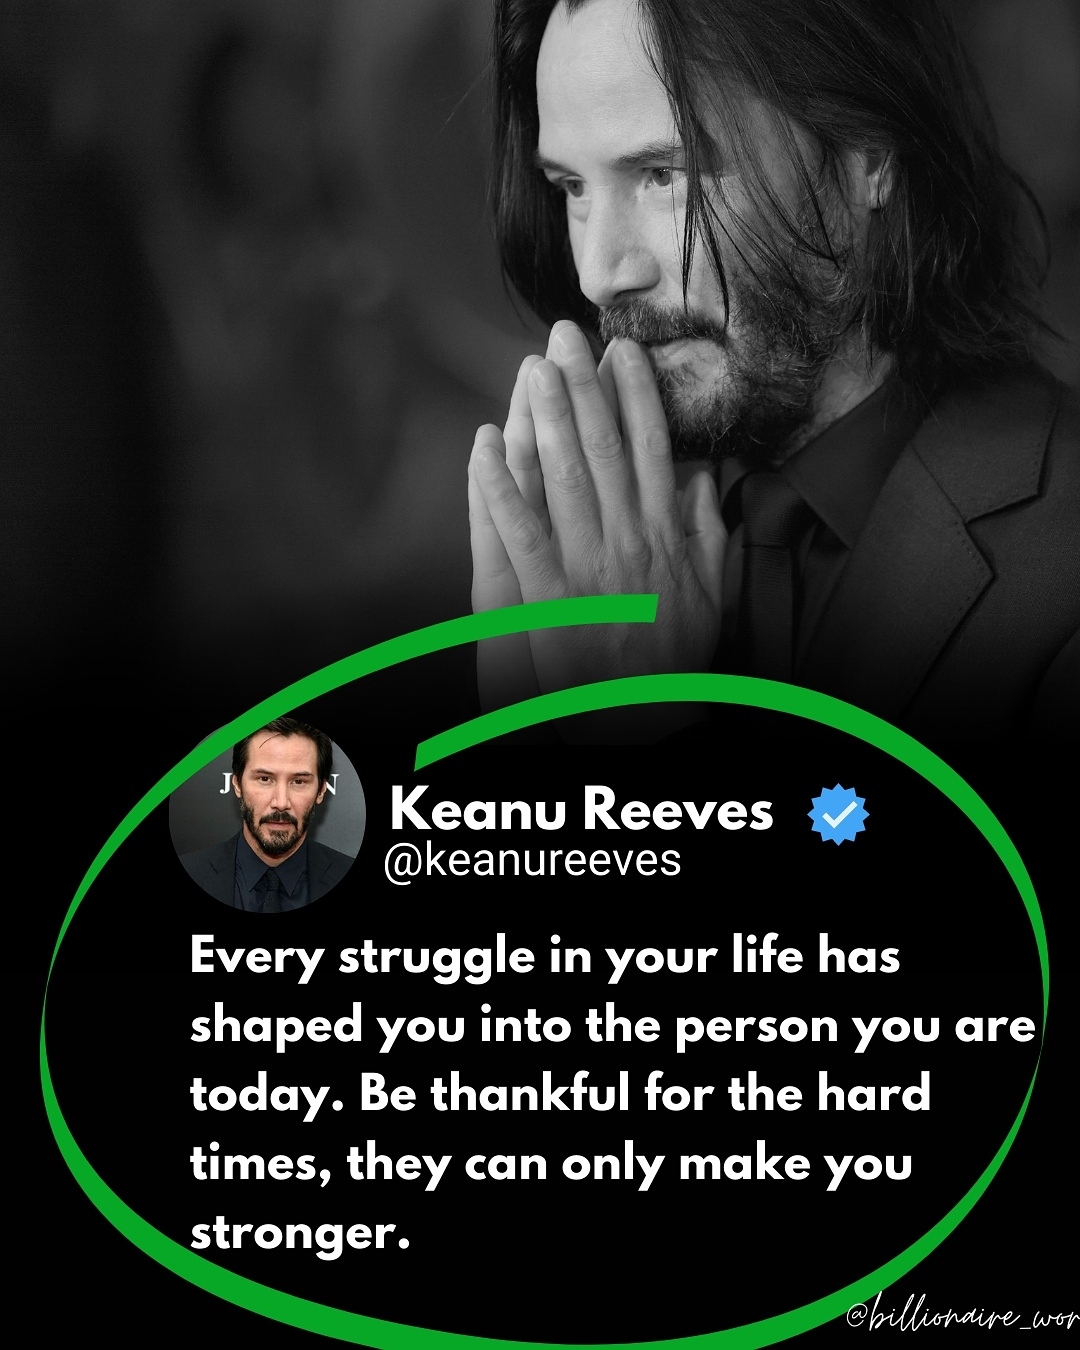 Keanu Reeves
@keanureeves
Every struggle in your life has
shaped you into the person you are
today. Be thankful for the hard
times, they can only make you
stronger.